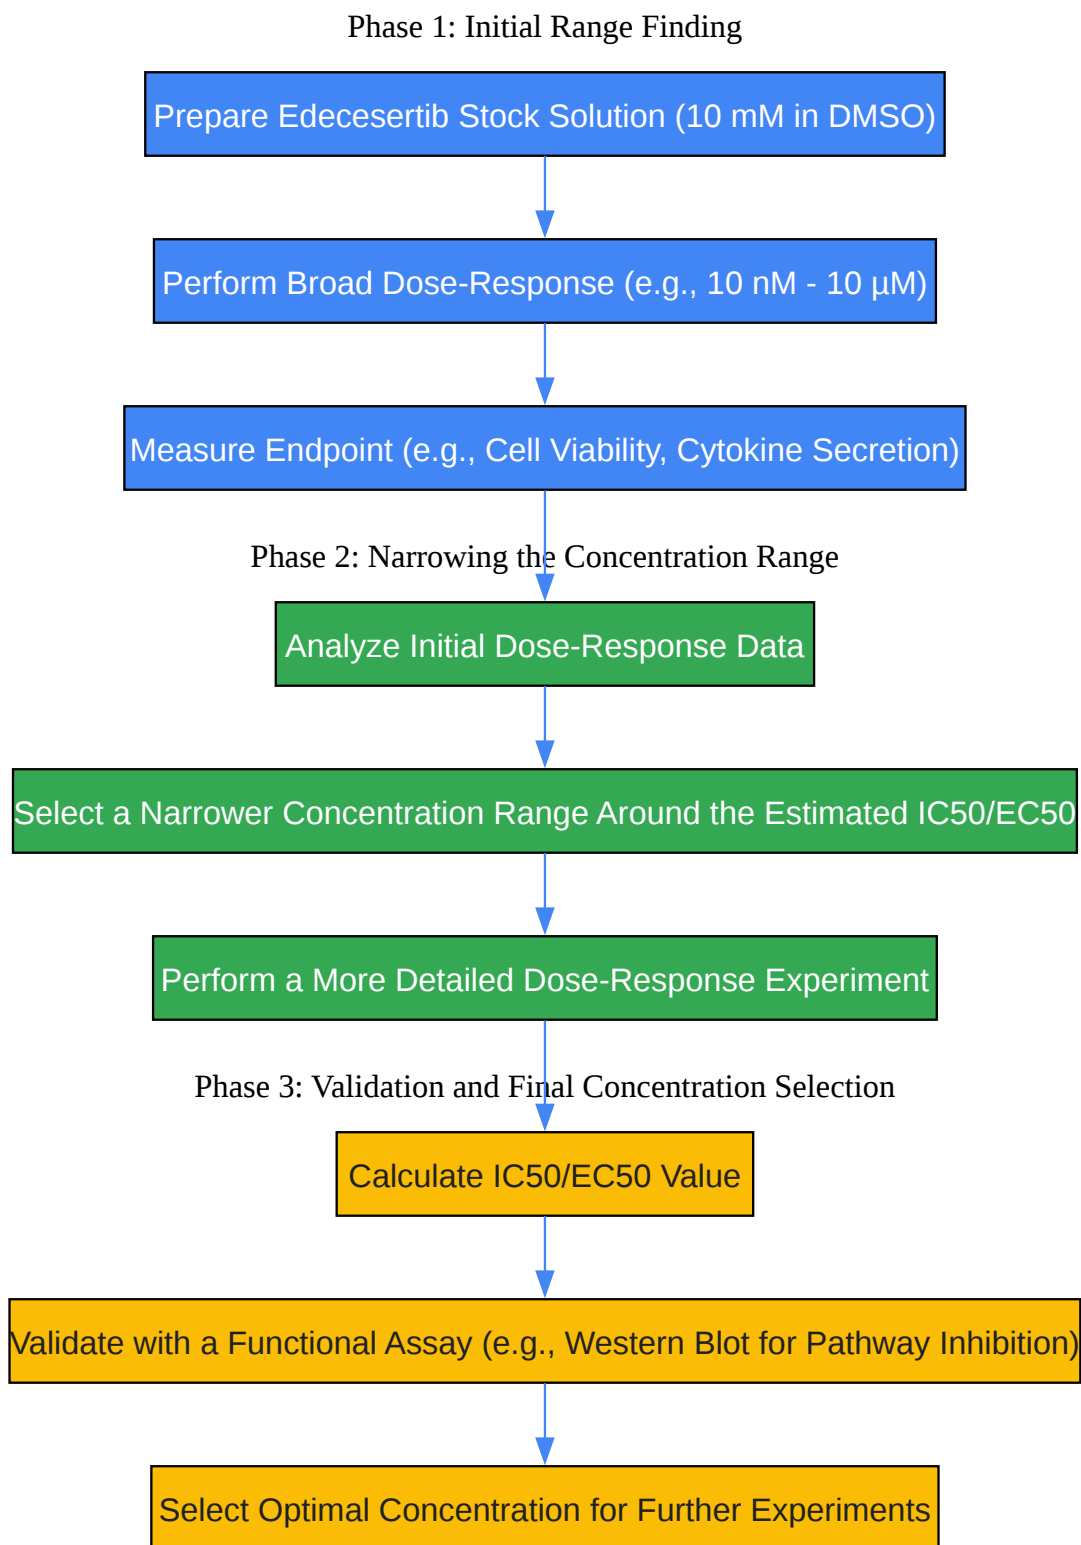 Phase 1: Initial Range Finding
Prepare Edecesertib Stock Solution (10 mM in DMSO)
Perform Broad Dose-Response (e.g., 10 nM - 10 µM)
Measure Endpoint (e.g., Cell Viability, Cytokine Secretion)
Phase 2: Narrowing the Concentration Range
Analyze Initial Dose-Response Data
Select a Narrower Concentration Range Around the Estimated IC50/EC50
Perform a More Detailed Dose-Response Experiment
Phase 3: Validation and Final Concentration Selection
Calculate IC50/EC50 Value
Validate with a Functional Assay (e.g., Western Blot for Pathway Inhibition)
Select Optimal Concentration for Further Experiments